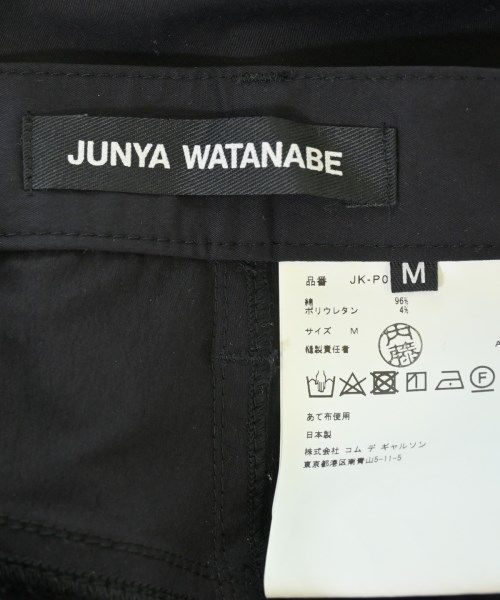 JUNYA WATANABE
品番 JK-P0
M
綿 96%
ポリウレタン 4%
サイズ M
縫製責任者
内藤
A
あて布使用
日本製
株式会社 コム デ ギャルソン
東京都港区南青山5-11-5